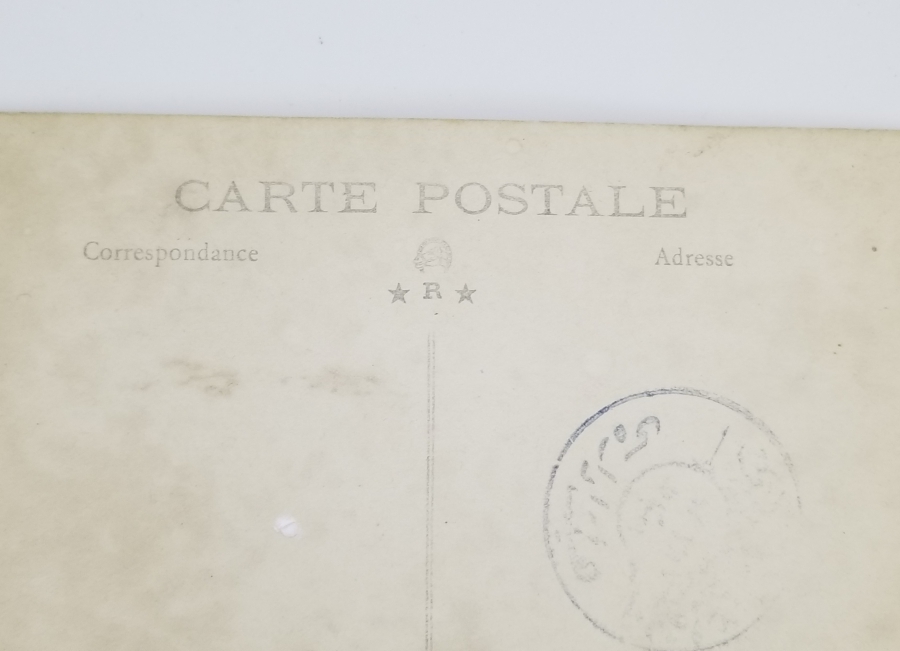 CARTE POSTALE
Correspondance
Adresse
★ R ★